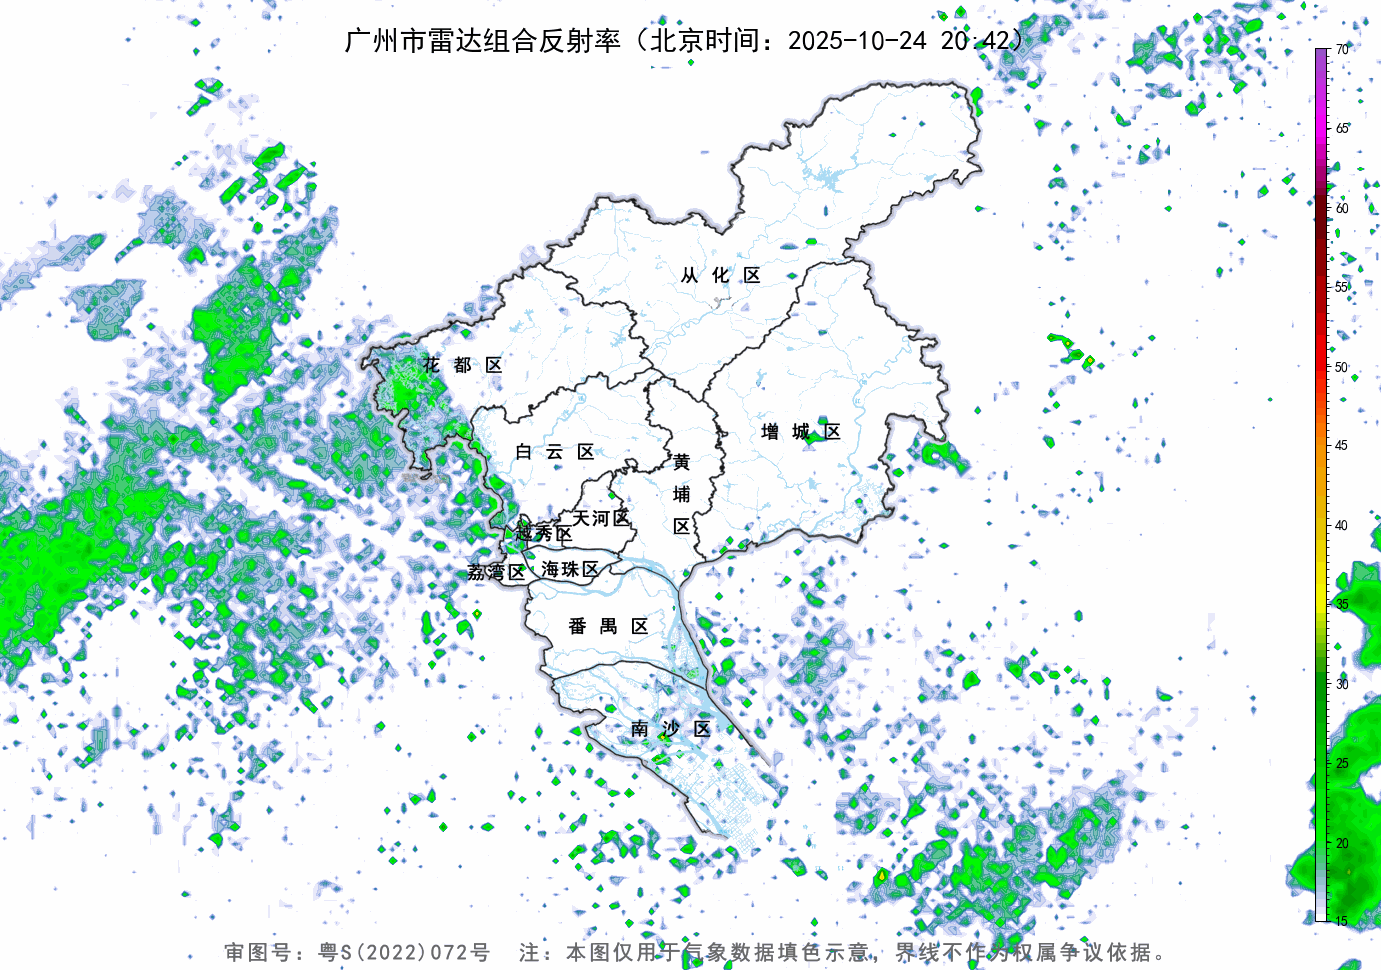 广州市雷达组合反射率（北京时间：2025-10-24 20:42）
70
65
60
55
50
45
40
35
30
25
20
15
从 化 区
花 都 区
增 城 区
白 云 区
黄
埔
区
天河区
越秀区
荔湾区
海珠区
番 禺 区
南 沙 区
审图号：粤S(2022)072号 注：本图仅用于气象数据填色示意，界线不作为权属争议依据。